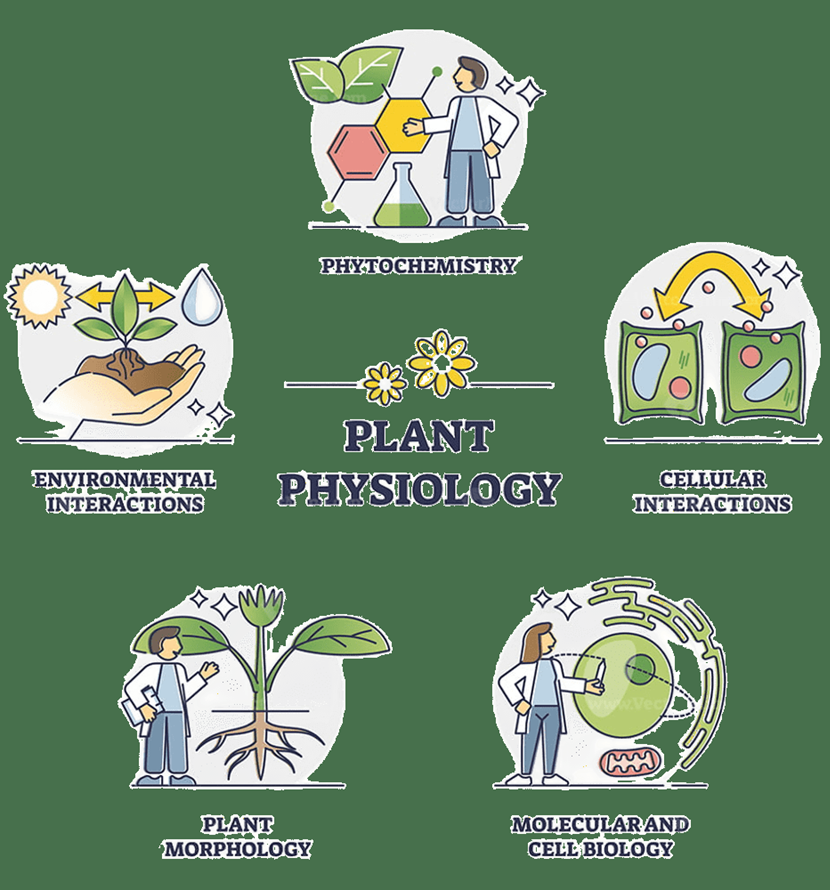 PHYTOCHEMISTRY
ENVIRONMENTAL
INTERACTIONS
PLANT
PHYSIOLOGY
CELLULAR
INTERACTIONS
PLANT
MORPHOLOGY
MOLECULAR AND
CELL BIOLOGY